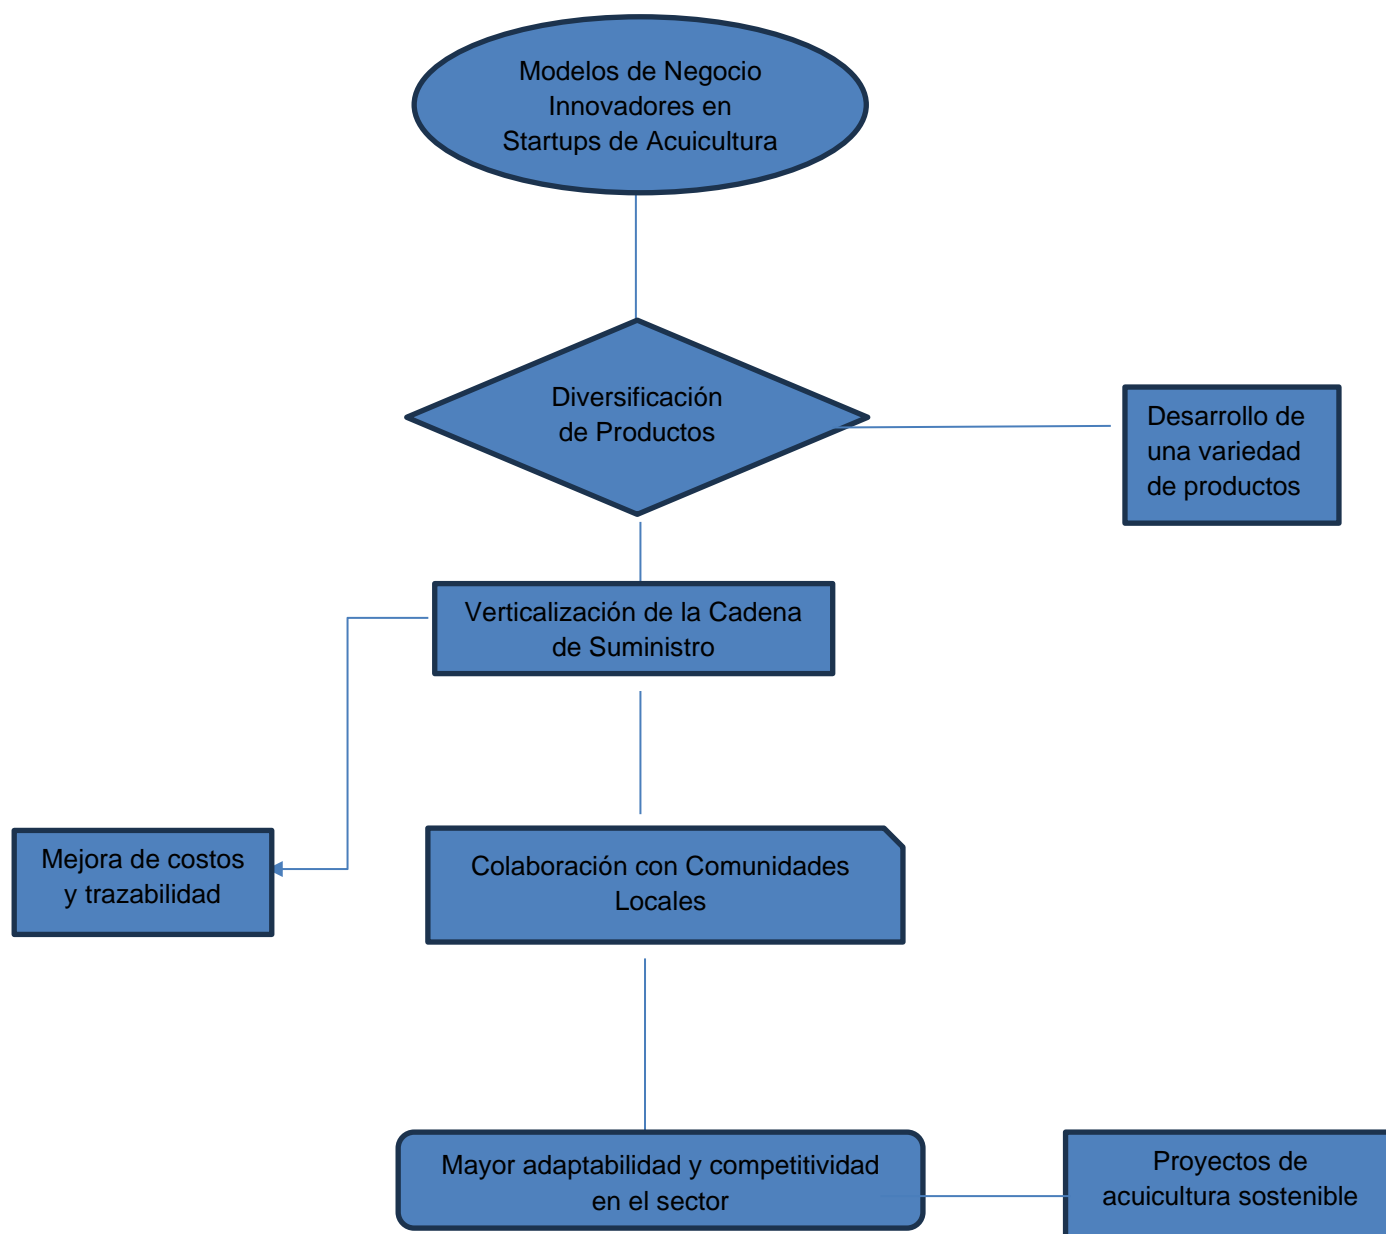 Modelos de Negocio
Innovadores en
Startups de Acuicultura
Diversificación
de Productos
Desarrollo de
una variedad
de productos
Verticalización de la Cadena
de Suministro
Mejora de costos
y trazabilidad
Colaboración con Comunidades
Locales
Mayor adaptabilidad y competitividad
en el sector
Proyectos de
acuicultura sostenible